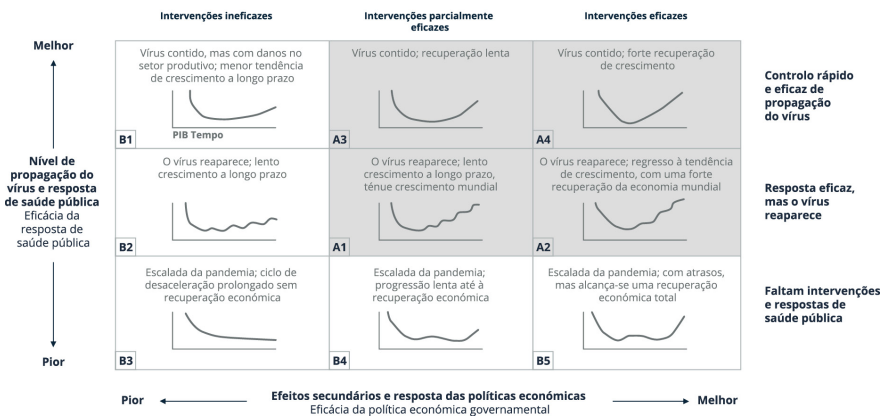 Intervenções ineficazes
Intervenções parcialmente
eficazes
Intervenções eficazes
Melhor
Nível de
propagação do
vírus e resposta
de saúde pública
Eficácia da
resposta de
saúde pública
Pior
Vírus contido, mas com danos no
setor produtivo; menor tendência
de crescimento a longo prazo
PIB Tempo
B1
Vírus contido; recuperação lenta
A3
Vírus contido; forte recuperação
de crescimento
A4
Controlo rápido
e eficaz de
propagação
do vírus
O vírus reaparece; lento
crescimento a longo prazo
B2
O vírus reaparece; lento
crescimento a longo prazo,
ténue crescimento mundial
A1
O vírus reaparece; regresso à tendência
de crescimento, com uma forte
recuperação da economia mundial
A2
Resposta eficaz,
mas o vírus
reaparece
Escalada da pandemia; ciclo de
desaceleração prolongado sem
recuperação económica
B3
Escalada da pandemia;
progressão lenta até à
recuperação económica
B4
Escalada da pandemia; com atrasos,
mas alcança-se uma recuperação
económica total
B5
Faltam intervenções
e respostas de
saúde pública
Pior
Efeitos secundários e resposta das políticas económicas
Eficácia da política económica governamental
Melhor